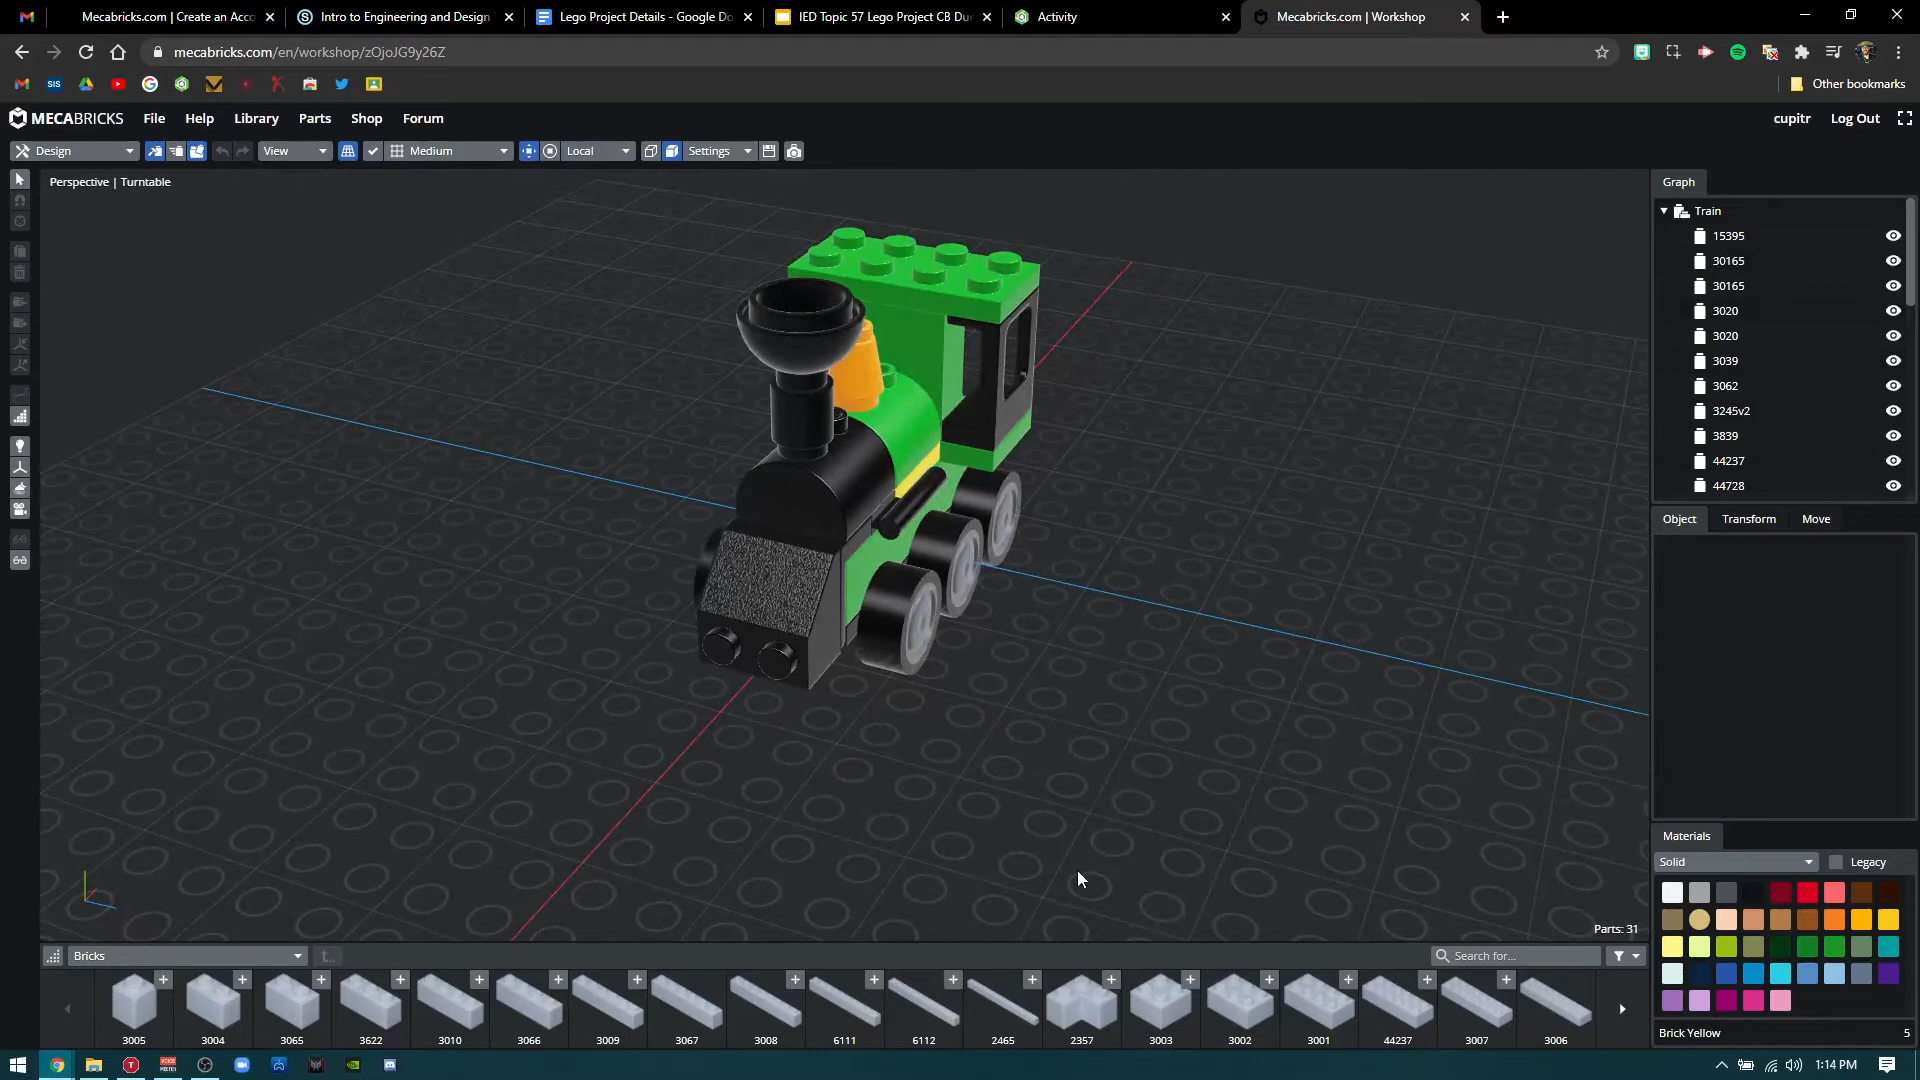 Mecabricks.com | Create an Acco
Intro to Engineering and Design
Lego Project Details - Google Do
IED Topic 57 Lego Project CB Du
Activity
Mecabricks.com | Workshop
mecabricks.com/en/workshop/zOjoJG9y26Z
SIS
Other bookmarks
MECABRICKS
File
Help
Library
Parts
Shop
Forum
cupitr
Log Out
Design
View
Medium
Local
Settings
Perspective | Turntable
Graph
Train
15395
30165
30165
3020
3020
3039
3062
3245v2
3839
44237
44728
Object
Transform
Move
Materials
Solid
Legacy
Brick Yellow
5
Parts: 31
Bricks
Search for...
3005
3004
3065
3622
3010
3066
3009
3067
3008
6111
6112
2465
2357
3003
3002
3001
44237
3007
3006
1:14 PM